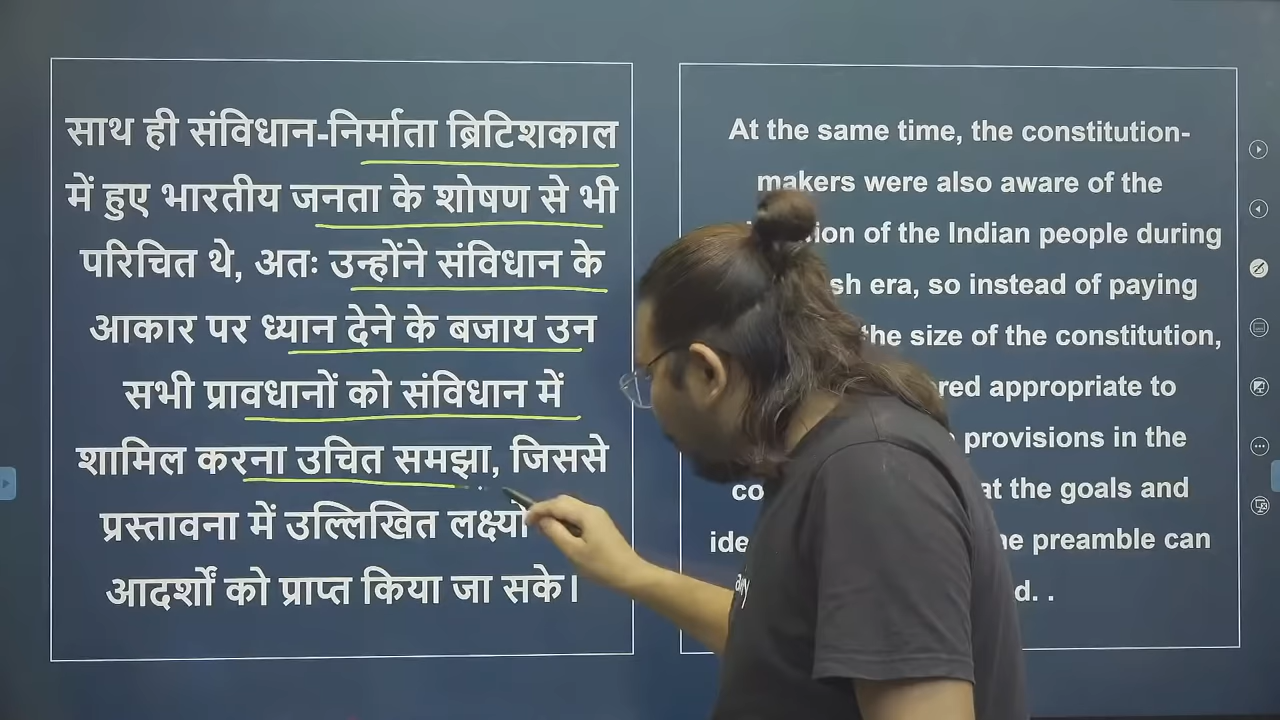 साथ ही संविधान-निर्माता ब्रिटिशकाल
में हुए भारतीय जनता के शोषण से भी
परिचित थे, अतः उन्होंने संविधान के
आकार पर ध्यान देने के बजाय उन
सभी प्रावधानों को संविधान में
शामिल करना उचित समझा, जिससे
प्रस्तावना में उल्लिखित
आदर्शों को प्राप्त किया जा सके।
At the same time, the constitution-
makers were also aware of the
of the Indian people during
era, so instead of paying
the size of the constitution,
appropriate to
provisions in the
the goals and
preamble can